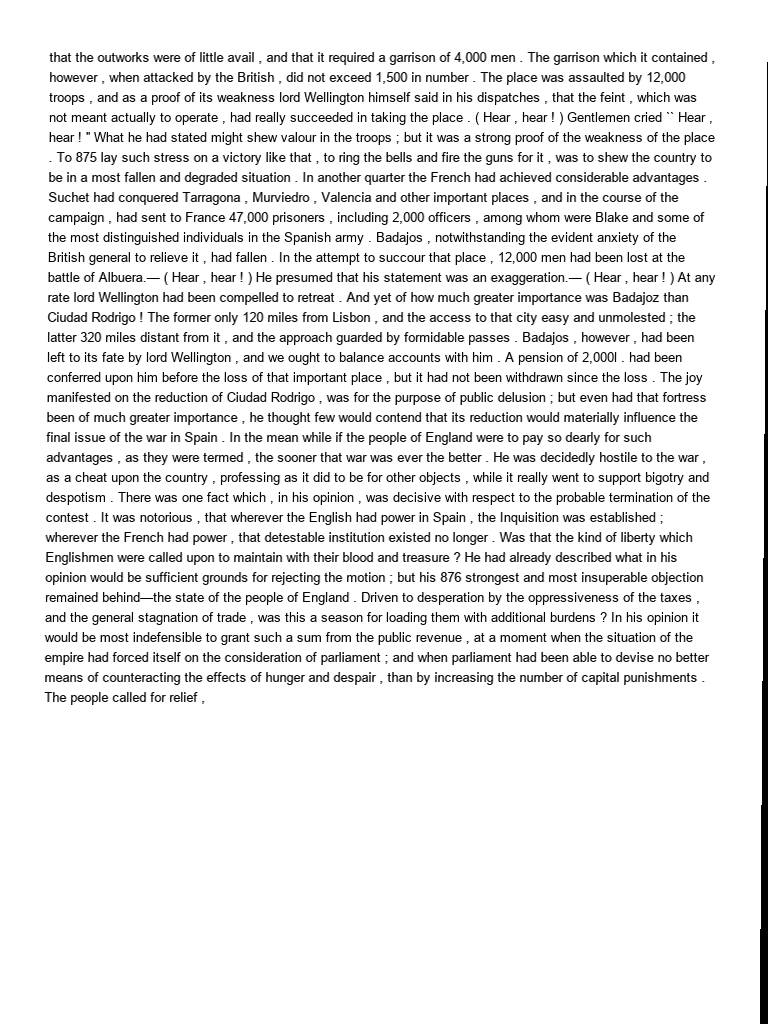 that the outworks were of little avail , and that it required a garrison of 4,000 men . The garrison which it contained ,
however , when attacked by the British , did not exceed 1,500 in number . The place was assaulted by 12,000
troops , and as a proof of its weakness lord Wellington himself said in his dispatches , that the feint , which was
not meant actually to operate , had really succeeded in taking the place . ( Hear , hear ! ) Gentlemen cried `` Hear ,
hear ! " What he had stated might shew valour in the troops ; but it was a strong proof of the weakness of the place
. To 875 lay such stress on a victory like that , to ring the bells and fire the guns for it , was to shew the country to
be in a most fallen and degraded situation . In another quarter the French had achieved considerable advantages .
Suchet had conquered Tarragona , Murviedro , Valencia and other important places , and in the course of the
campaign , had sent to France 47,000 prisoners , including 2,000 officers , among whom were Blake and some of
the most distinguished individuals in the Spanish army . Badajos , notwithstanding the evident anxiety of the
British general to relieve it , had fallen . In the attempt to succour that place , 12,000 men had been lost at the
battle of Albuera.— ( Hear , hear ! ) He presumed that his statement was an exaggeration.— ( Hear , hear ! ) At any
rate lord Wellington had been compelled to retreat . And yet of how much greater importance was Badajoz than
Ciudad Rodrigo ! The former only 120 miles from Lisbon , and the access to that city easy and unmolested ; the
latter 320 miles distant from it , and the approach guarded by formidable passes . Badajos , however , had been
left to its fate by lord Wellington , and we ought to balance accounts with him . A pension of 2,000l . had been
conferred upon him before the loss of that important place , but it had not been withdrawn since the loss . The joy
manifested on the reduction of Ciudad Rodrigo , was for the purpose of public delusion ; but even had that fortress
been of much greater importance , he thought few would contend that its reduction would materially influence the
final issue of the war in Spain . In the mean while if the people of England were to pay so dearly for such
advantages , as they were termed , the sooner that war was ever the better . He was decidedly hostile to the war ,
as a cheat upon the country , professing as it did to be for other objects , while it really went to support bigotry and
despotism . There was one fact which , in his opinion , was decisive with respect to the probable termination of the
contest . It was notorious , that wherever the English had power in Spain , the Inquisition was established ;
wherever the French had power , that detestable institution existed no longer . Was that the kind of liberty which
Englishmen were called upon to maintain with their blood and treasure ? He had already described what in his
opinion would be sufficient grounds for rejecting the motion ; but his 876 strongest and most insuperable objection
remained behind—the state of the people of England . Driven to desperation by the oppressiveness of the taxes ,
and the general stagnation of trade , was this a season for loading them with additional burdens ? In his opinion it
would be most indefensible to grant such a sum from the public revenue , at a moment when the situation of the
empire had forced itself on the consideration of parliament ; and when parliament had been able to devise no better
means of counteracting the effects of hunger and despair , than by increasing the number of capital punishments .
The people called for relief ,